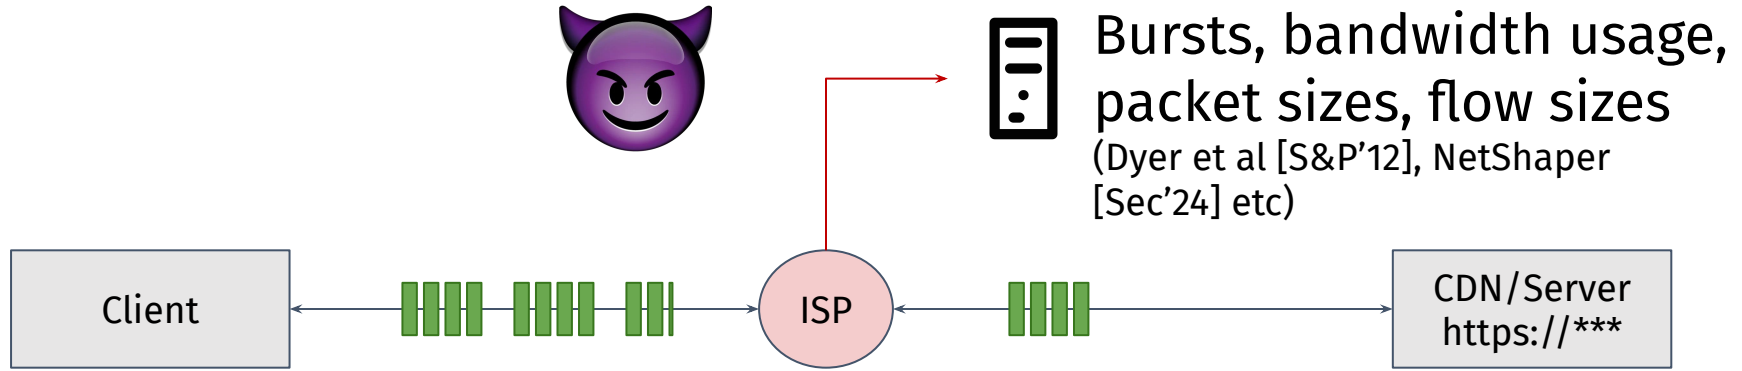 Bursts, bandwidth usage,
packet sizes, flow sizes
(Dyer et al [S&P’12], NetShaper
[Sec’24] etc)
Client
ISP
CDN/Server
https://***